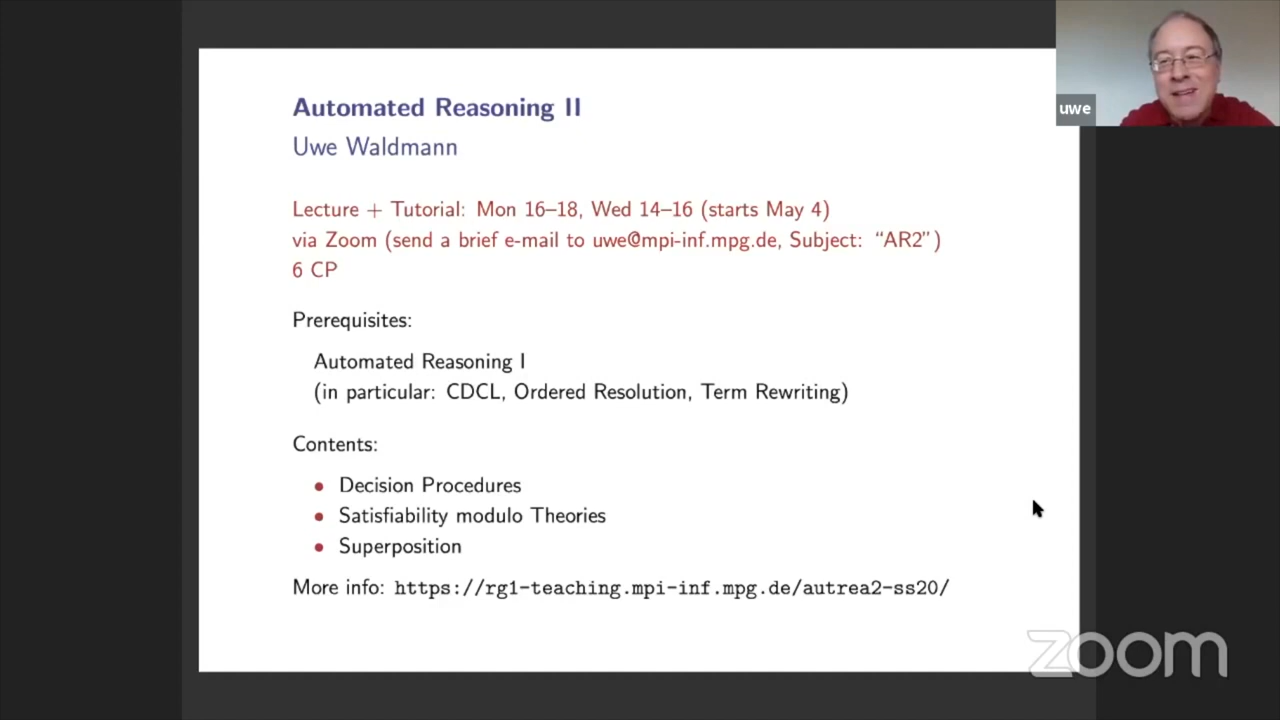 Automated Reasoning II
Uwe Waldmann
Lecture + Tutorial: Mon 16–18, Wed 14–16 (starts May 4)
via Zoom (send a brief e-mail to uwe@mpi-inf.mpg.de, Subject: “AR2”)
6 CP
Prerequisites:
Automated Reasoning I
(in particular: CDCL, Ordered Resolution, Term Rewriting)
Contents:
• Decision Procedures
• Satisfiability modulo Theories
• Superposition
More info: https://rg1-teaching.mpi-inf.mpg.de/autrea2-ss20/
uwe
zoom